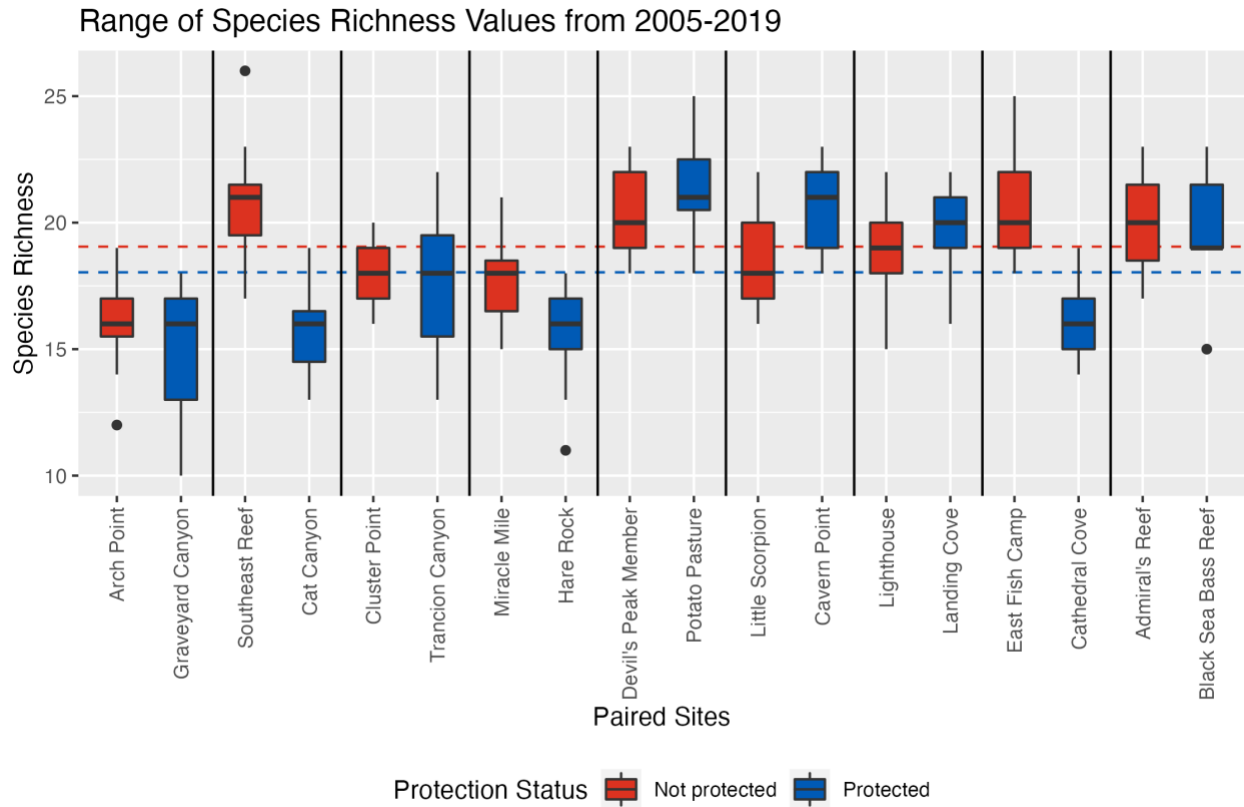 Range of Species Richness Values from 2005-2019
Species Richness
25
20
15
10
Arch Point
Graveyard Canyon
Southeast Reef
Cat Canyon
Cluster Point
Trancion Canyon
Miracle Mile
Hare Rock
Devil's Peak Member
Potato Pasture
Little Scorpion
Cavern Point
Lighthouse
Landing Cove
East Fish Camp
Cathedral Cove
Admiral's Reef
Black Sea Bass Reef
Paired Sites
Protection Status Not protected Protected